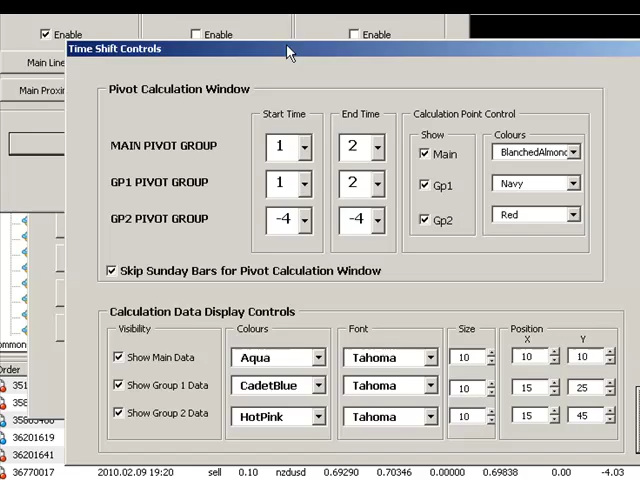 Enable Enable Enable
Time Shift Controls
Main Line
Main Proxi
Pivot Calculation Window
Start Time End Time Calculation Point Control
Show Colours
MAIN PIVOT GROUP 1 2 Main BlanchedAlmond
GP1 PIVOT GROUP 1 2 Gp1 Navy
GP2 PIVOT GROUP -4 -4 Gp2 Red
Skip Sunday Bars for Pivot Calculation Window
Calculation Data Display Controls
Visibility Colours Font Size Position
X Y
Show Main Data Aqua Tahoma 10 10 10
Show Group 1 Data CadetBlue Tahoma 10 15 25
Show Group 2 Data HotPink Tahoma 10 15 45
ommon
rder
351
358
36201619
36201641
36770017 2010.02.09 19:20 sell 0.10 nzdusd 0.69290 0.70346 0.00000 0.69838 0.00 -4.03